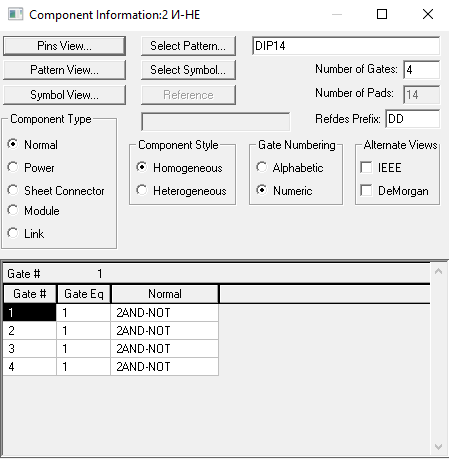 Component Information:2 И-НЕ
Pins View... Select Pattern... DIP14
Pattern View... Select Symbol... Number of Gates: 4
Symbol View... Reference Number of Pads: 14
Refdes Prefix: DD
Component Type Component Style Gate Numbering Alternate Views
Normal Homogeneous Alphabetic IEEE
Power
Sheet Connector Heterogeneous Numeric DeMorgan
Module
Link
Gate # 1
Gate # Gate Eq Normal
1 1 2AND-NOT
2 1 2AND-NOT
3 1 2AND-NOT
4 1 2AND-NOT